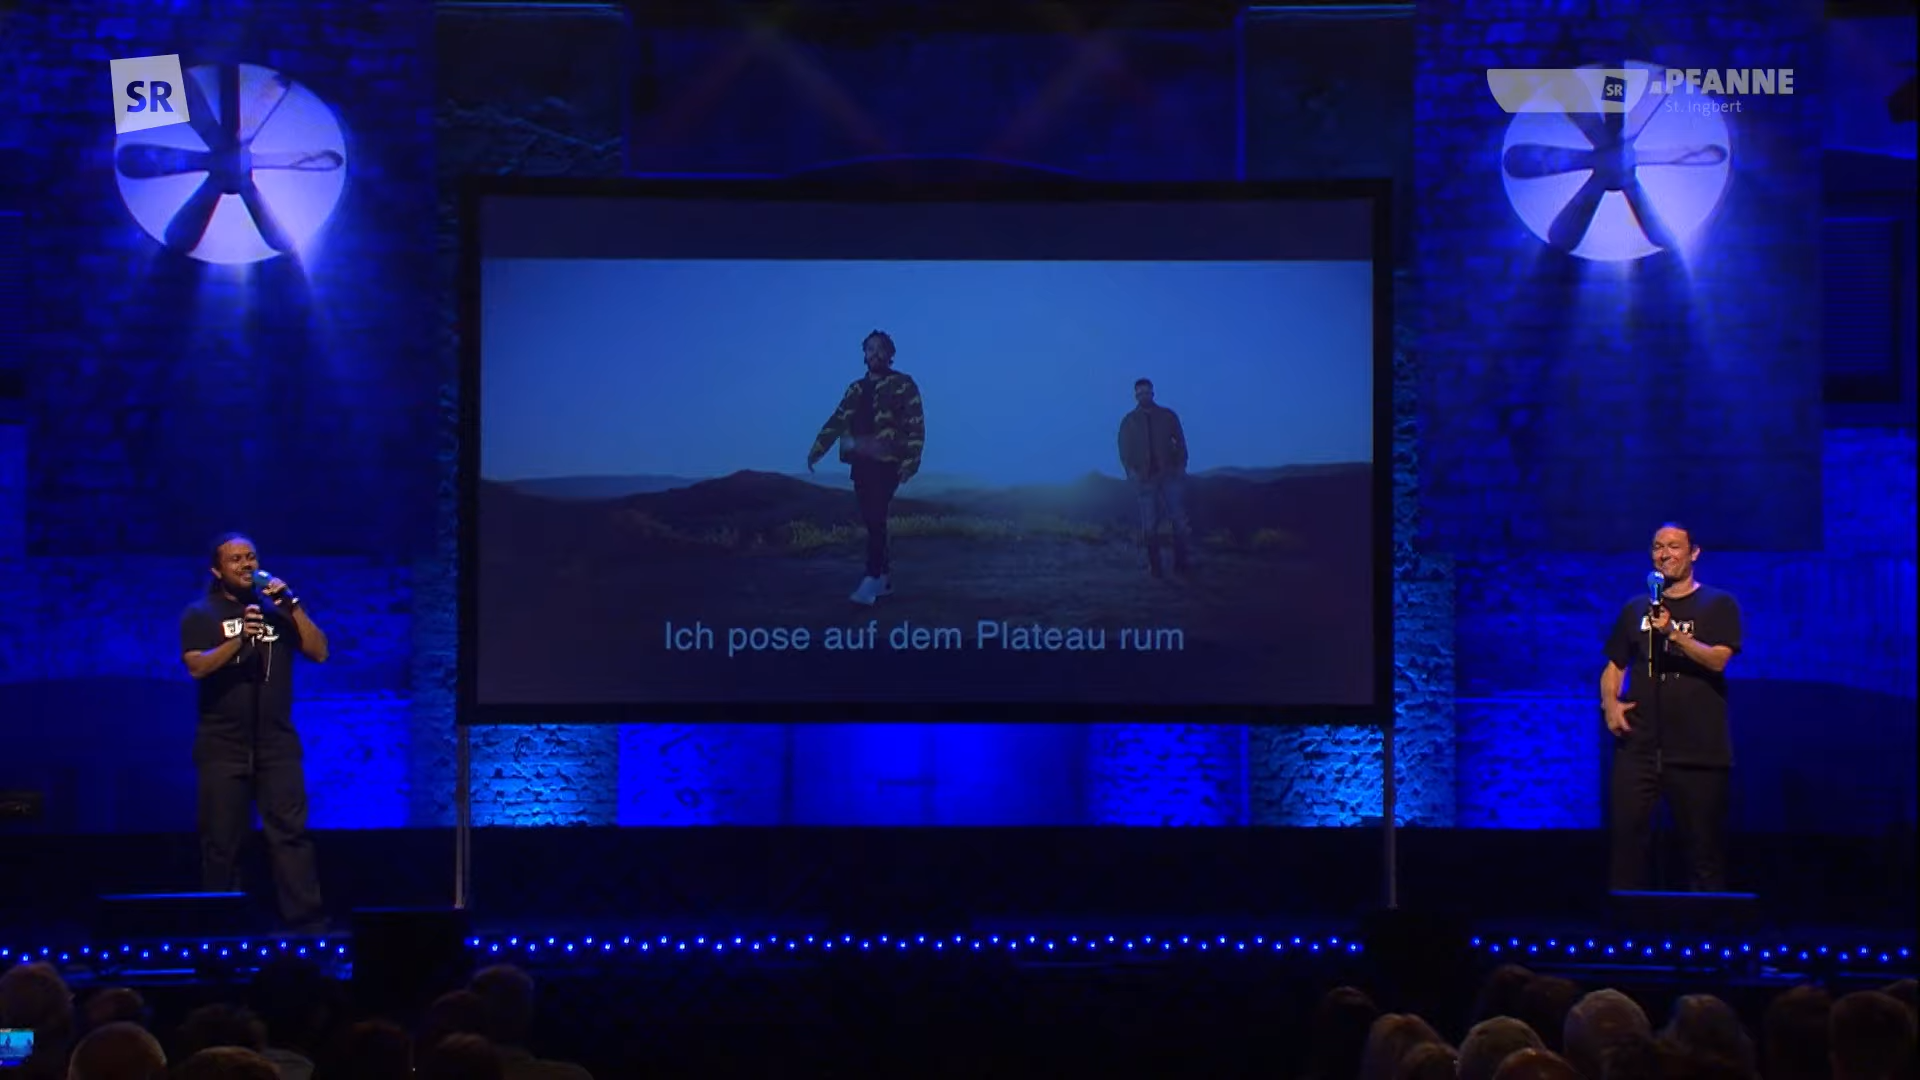 SR
SR
PFANNE
St. Ingbert
Ich pose auf dem Plateau rum